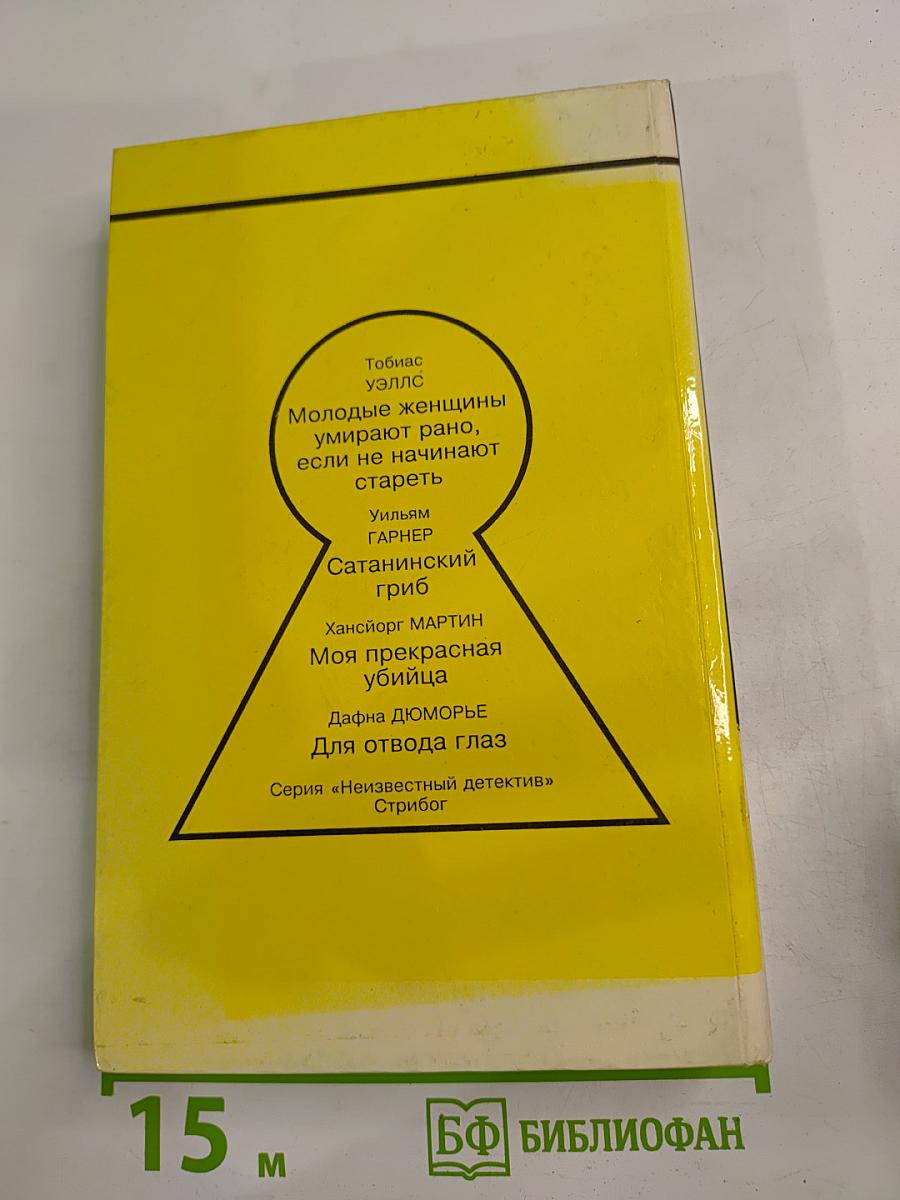 Тобиас
УЭЛЛС
Молодые женщины
умирают рано,
если не начинают
стареть
Уильям
ГАРНЕР
Сатанинский
гриб
Хансйорг МАРТИН
Моя прекрасная
убийца
Дафна ДЮМОРЬЕ
Для отвода глаз
Серия «Неизвестный детектив»
Стрибог
15 м
БФ БИБЛИОФАН